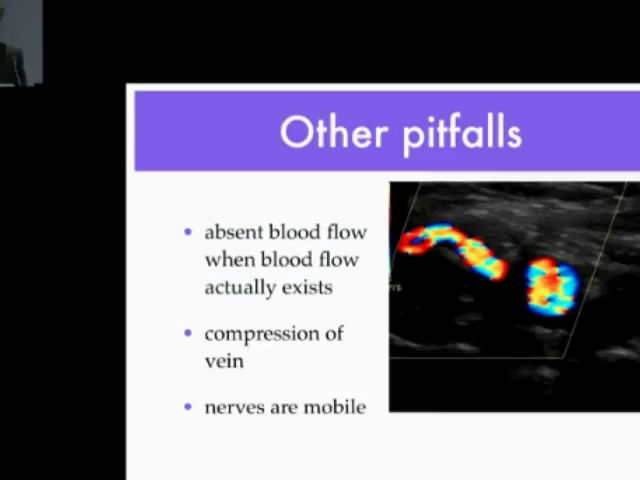 Other pitfalls
absent blood flow
when blood flow
actually exists
compression of
vein
nerves are mobile